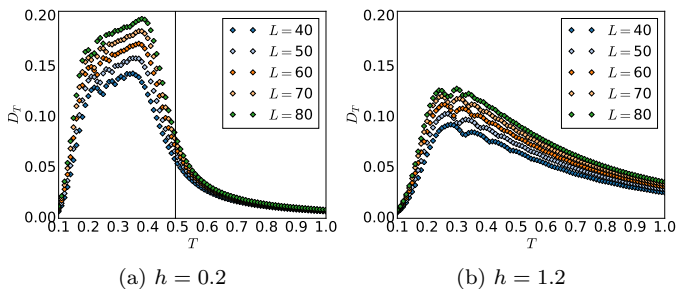 0.20
0.15
0.10
0.05
0.00
D_T
0.1 0.2 0.3 0.4 0.5 0.6 0.7 0.8 0.9 1.0
T
L = 40
L = 50
L = 60
L = 70
L = 80
(a) h = 0.2
0.20
0.15
0.10
0.05
0.00
D_T
0.1 0.2 0.3 0.4 0.5 0.6 0.7 0.8 0.9 1.0
T
L = 40
L = 50
L = 60
L = 70
L = 80
(b) h = 1.2